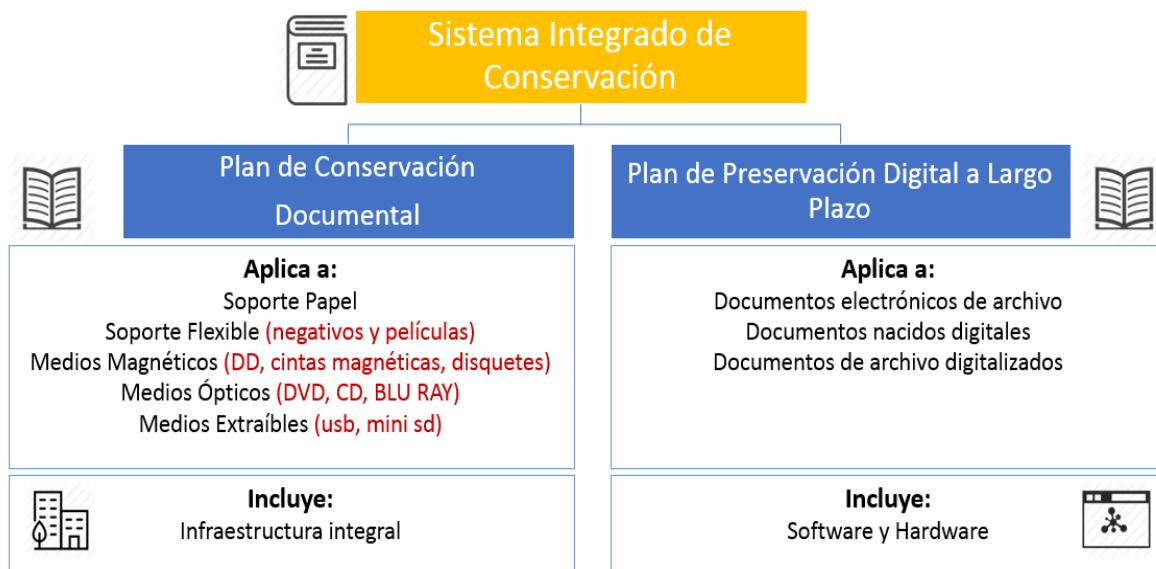 Sistema Integrado de
Conservación
Plan de Conservación
Documental
Aplica a:
Soporte Papel
Soporte Flexible (negativos y películas)
Medios Magnéticos (DD, cintas magnéticas, disquetes)
Medios Ópticos (DVD, CD, BLU RAY)
Medios Extraíbles (usb, mini sd)
Incluye:
Infraestructura integral
Plan de Preservación Digital a Largo
Plazo
Aplica a:
Documentos electrónicos de archivo
Documentos nacidos digitales
Documentos de archivo digitalizados
Incluye:
Software y Hardware